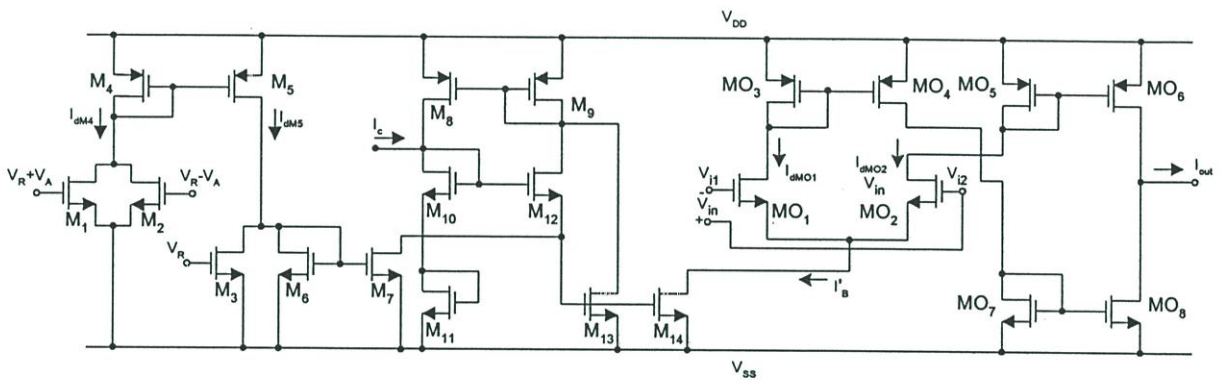 V_DD
M_4
M_5
M_8
M_9
MO_3
MO_4
MO_5
MO_6
I_dM4
I_dM5
I_c
I_dMO1
I_dMO2
I_out
V_R+V_A
V_R-V_A
M_1
M_2
M_10
M_12
V_i1
-
V_in
+
MO_1
V_in
MO_2
V_i2
V_R
M_3
M_6
M_7
M_11
M_13
M_14
I'_B
MO_7
MO_8
V_SS